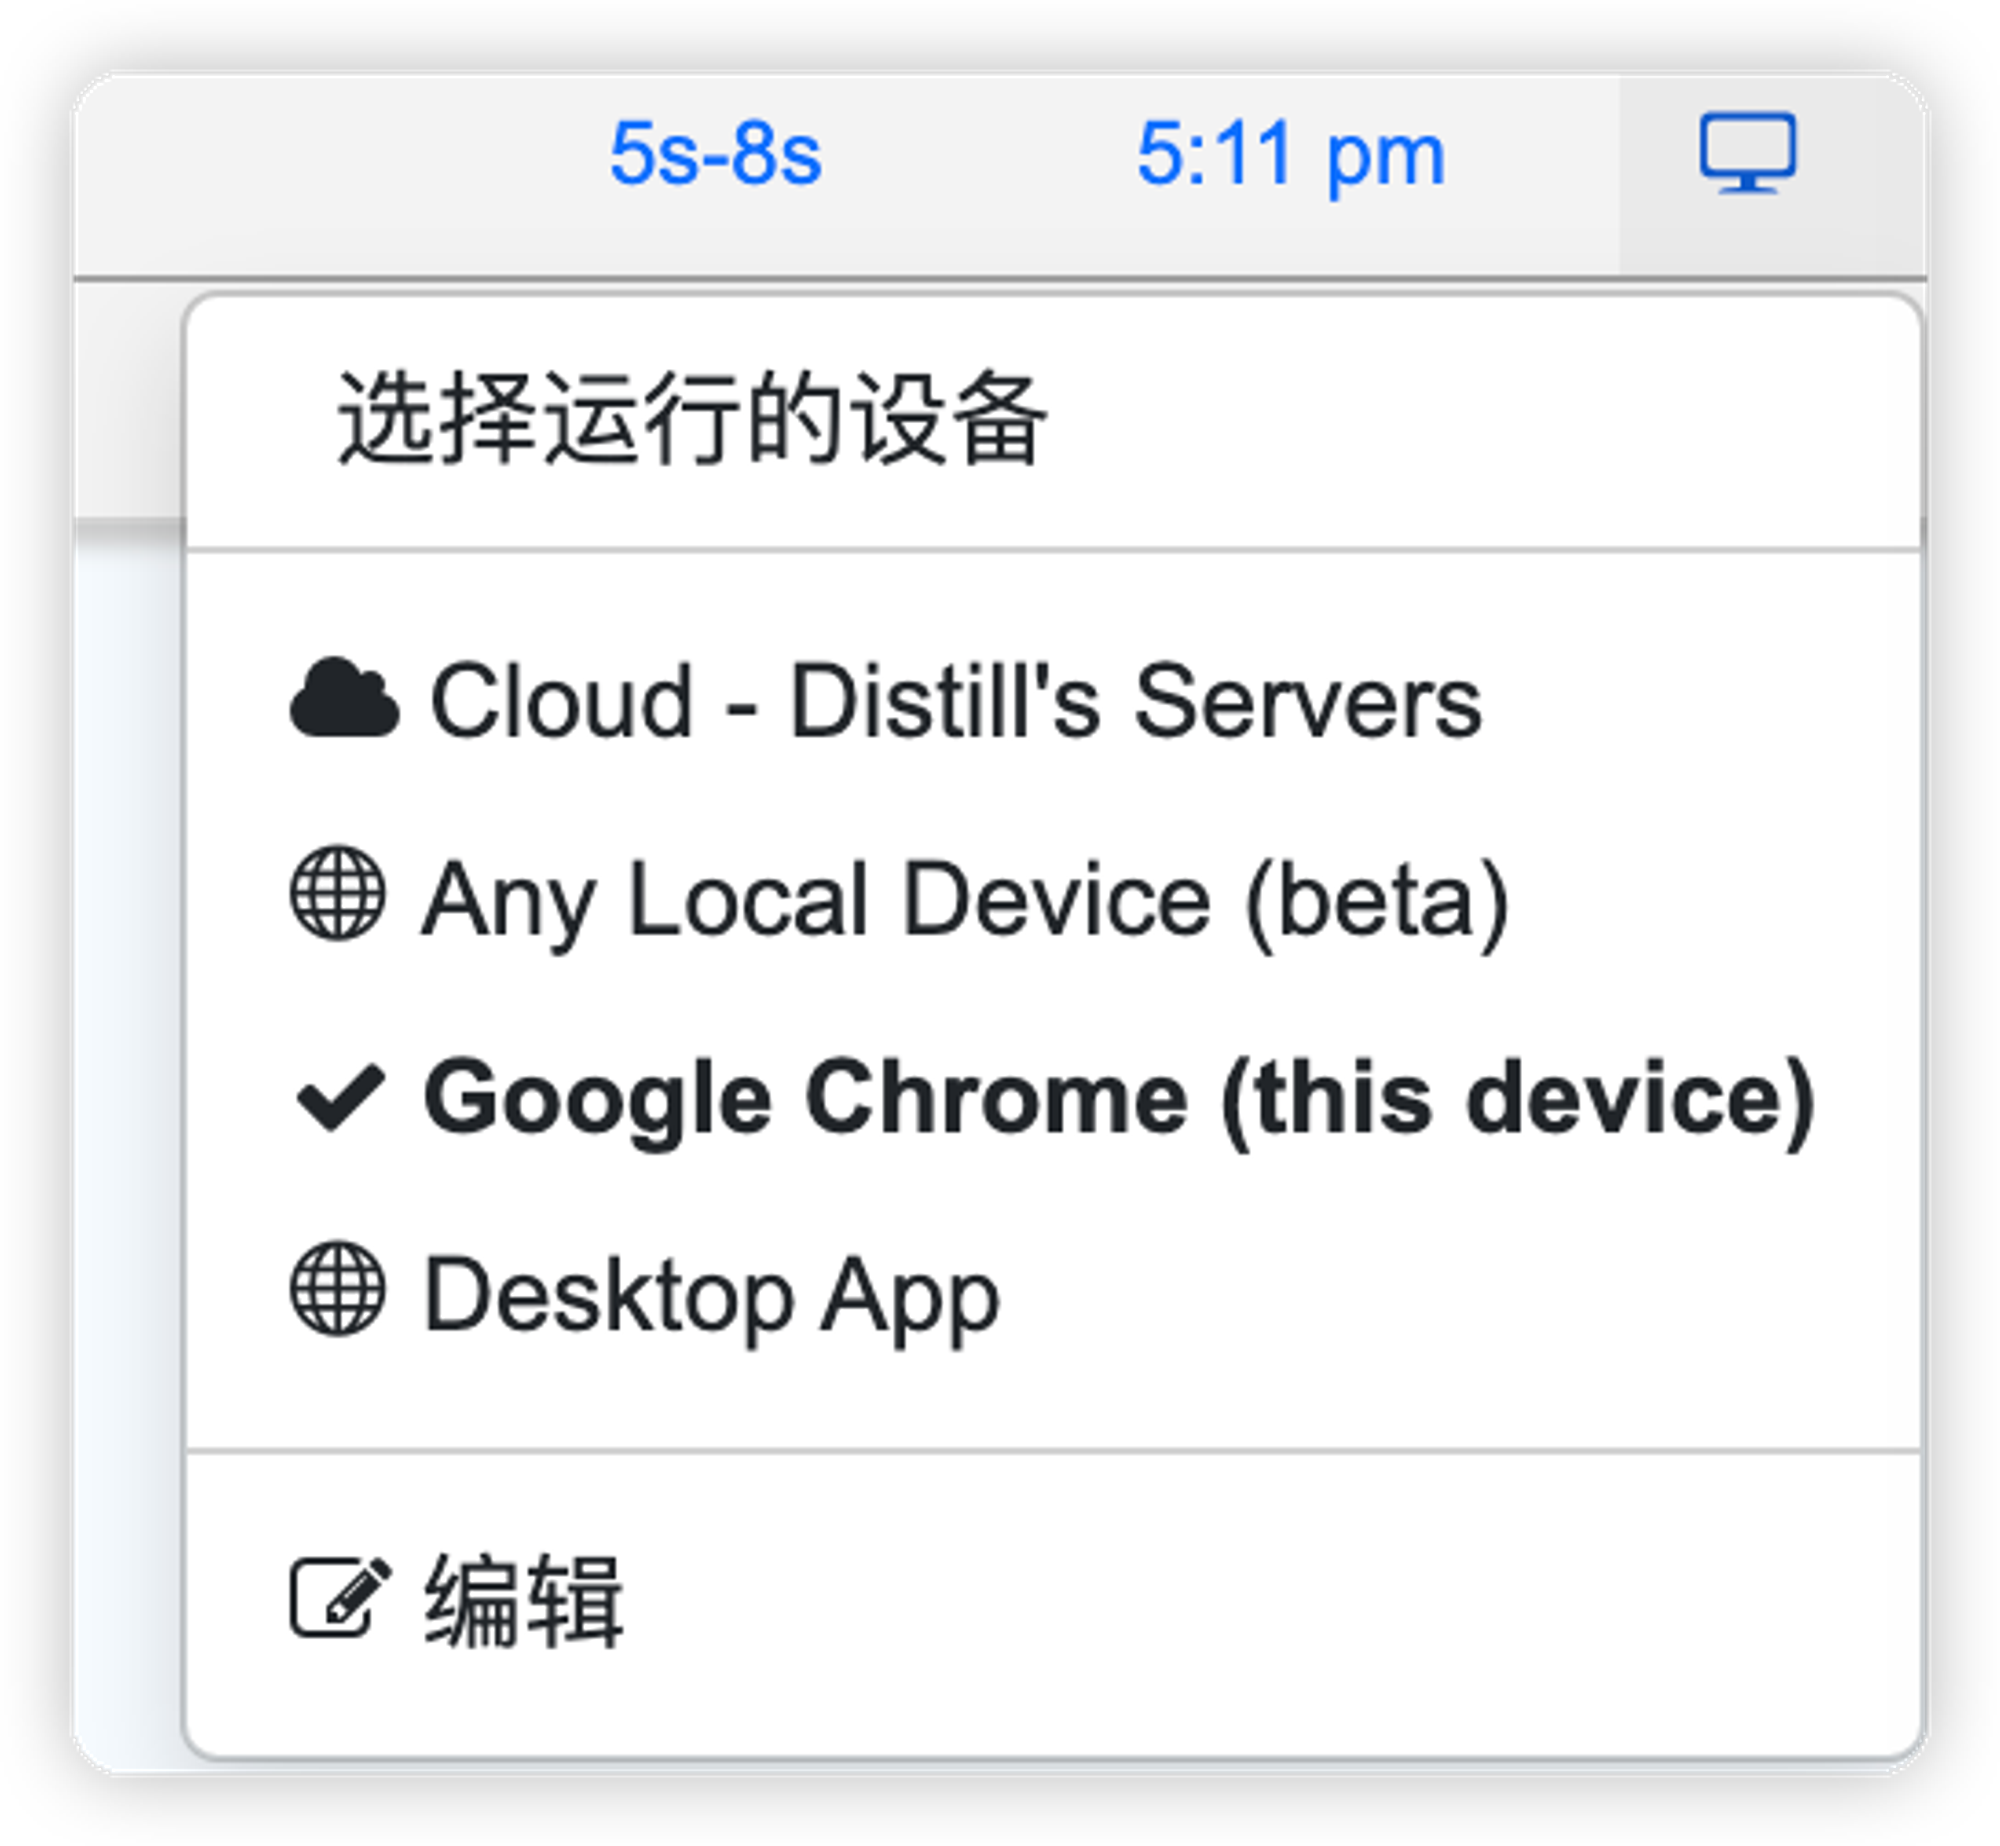 5s-8s 5:11 pm
选择运行的设备
Cloud - Distill's Servers
Any Local Device (beta)
Google Chrome (this device)
Desktop App
编辑